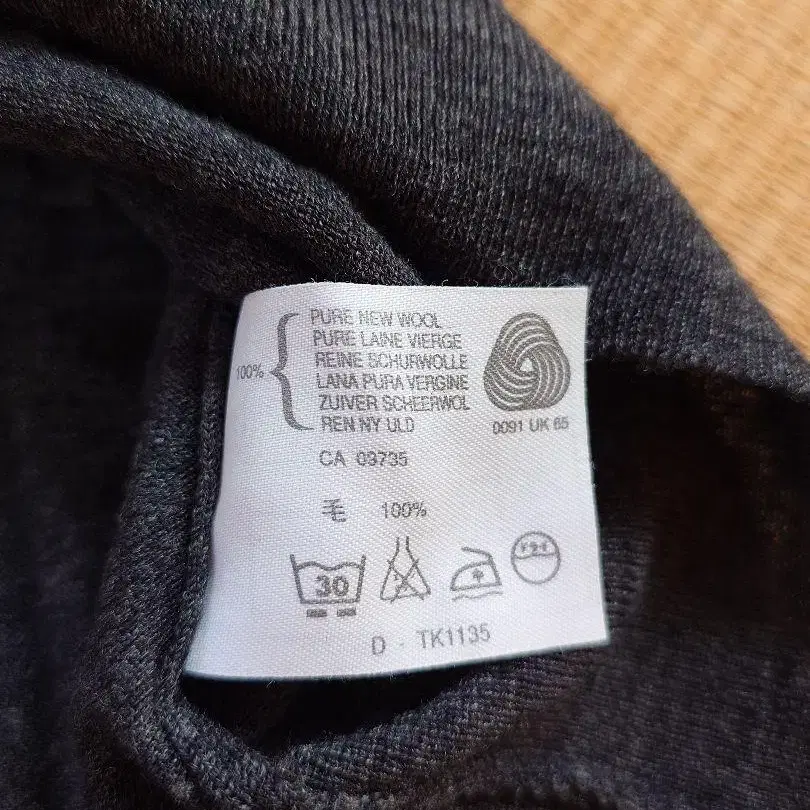 100%
PURE NEW WOOL
PURE LAINE VIERGE
REINE SCHURWOLLE
LANA PURA VERGINE
ZUIVER SCHEERWOL
REN NY ULD
0091 UK 65
CA 09735
毛 100%
30
D - TK1135